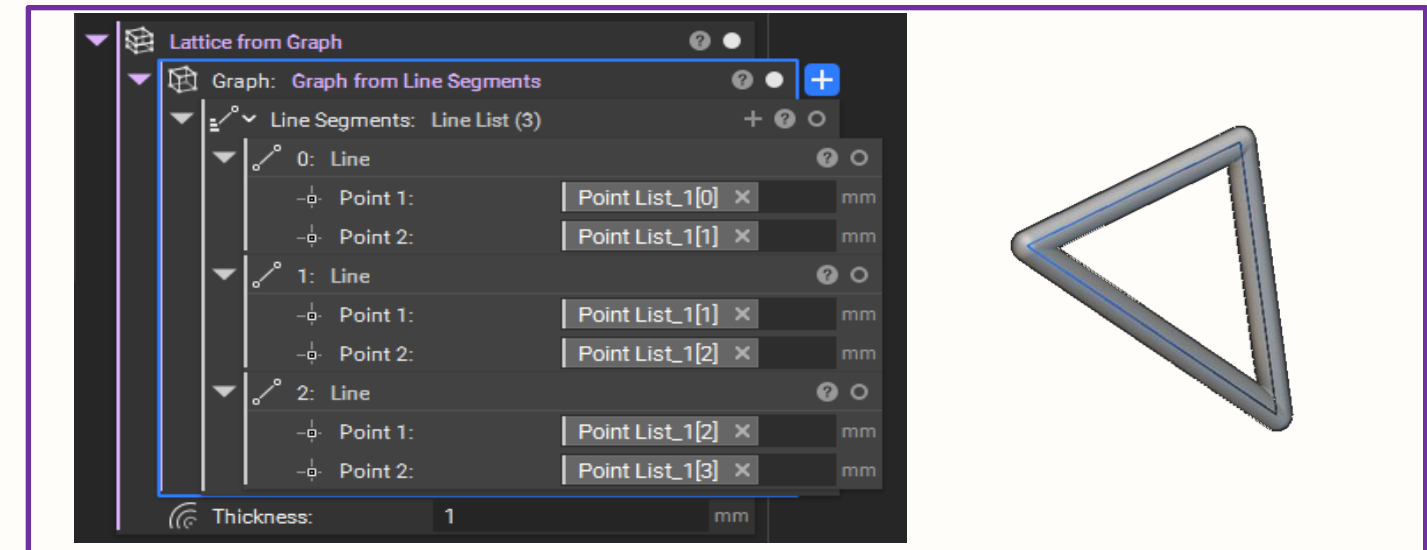 Lattice from Graph
Graph: Graph from Line Segments
Line Segments: Line List (3)
0: Line
Point 1: Point List_1[0] mm
Point 2: Point List_1[1] mm
1: Line
Point 1: Point List_1[1] mm
Point 2: Point List_1[2] mm
2: Line
Point 1: Point List_1[2] mm
Point 2: Point List_1[3] mm
Thickness: 1 mm